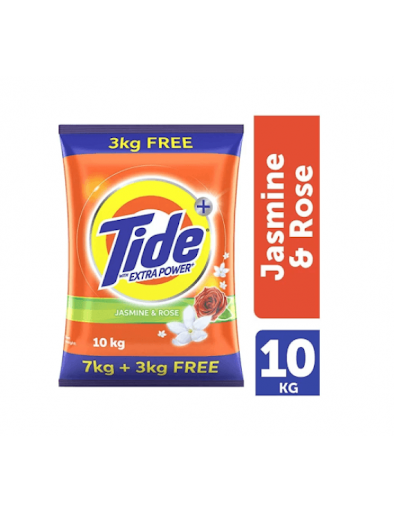 3kg FREE
Tide+
WITH EXTRA POWER
JASMINE & ROSE
10 kg
7kg + 3kg FREE
Jasmine
& Rose
10
KG